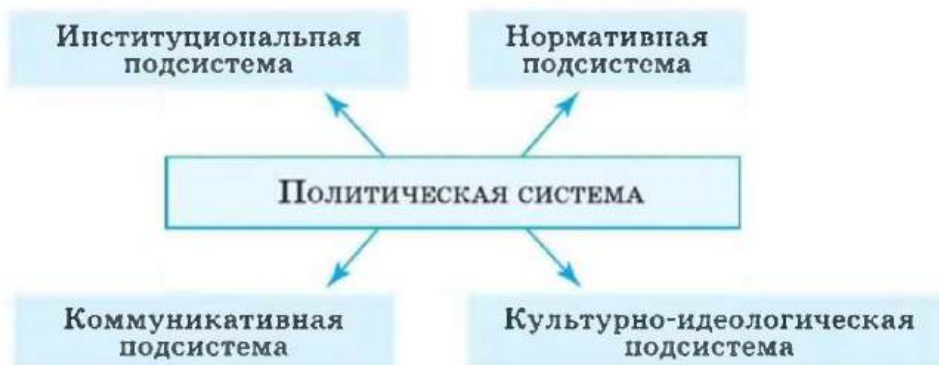 Институциональная
подсистема
Нормативная
подсистема
Политическая система
Коммуникативная
подсистема
Культурно-идеологическая
подсистема